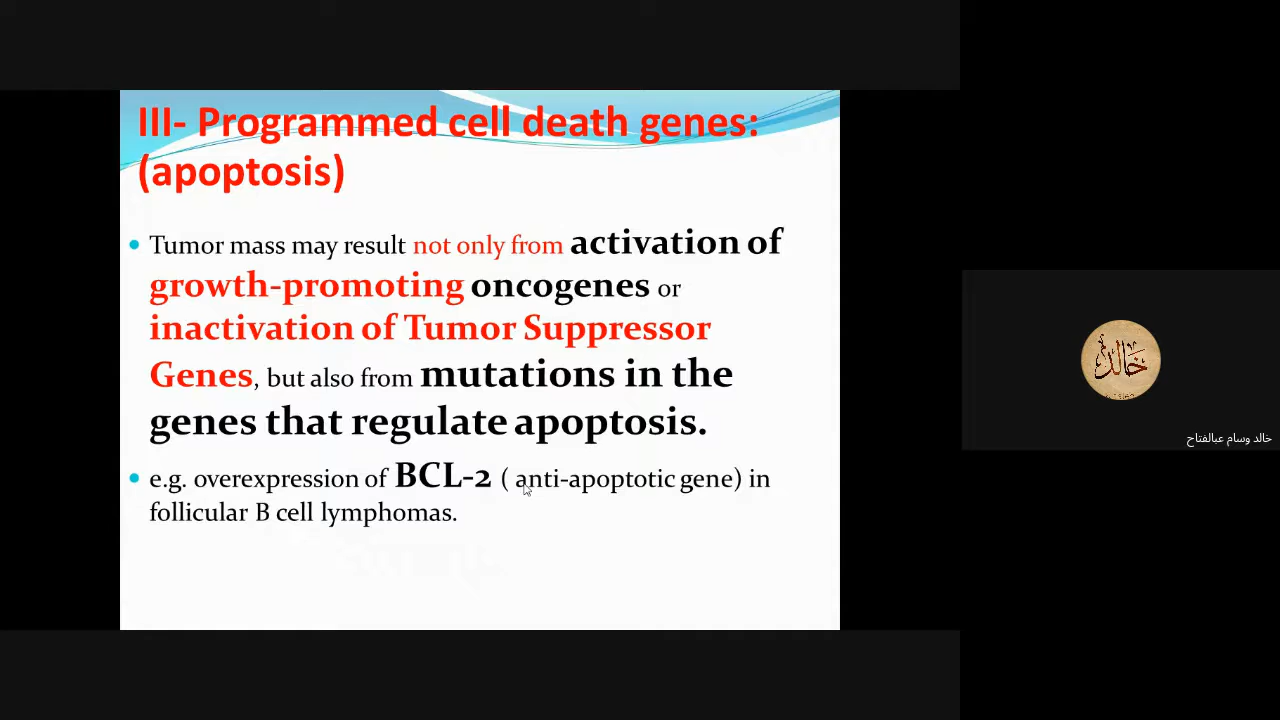 III- Programmed cell death genes:
(apoptosis)
• Tumor mass may result not only from activation of
growth-promoting oncogenes or
inactivation of Tumor Suppressor
Genes, but also from mutations in the
genes that regulate apoptosis.
• e.g. overexpression of BCL-2 ( anti-apoptotic gene) in
follicular B cell lymphomas.
خالد
خالد وسام عبالفتاح